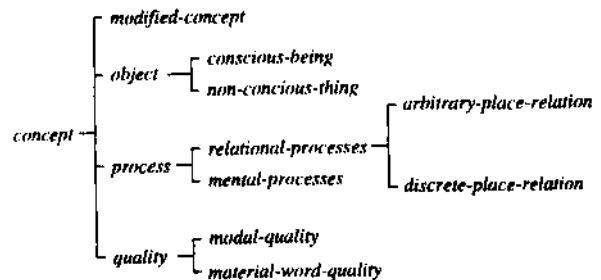 modified-concept
object
conscious-being
non-concious-thing
concept
process
relational-processes
mental-processes
arbitrary-place-relation
discrete-place-relation
quality
modal-quality
material-word-quality